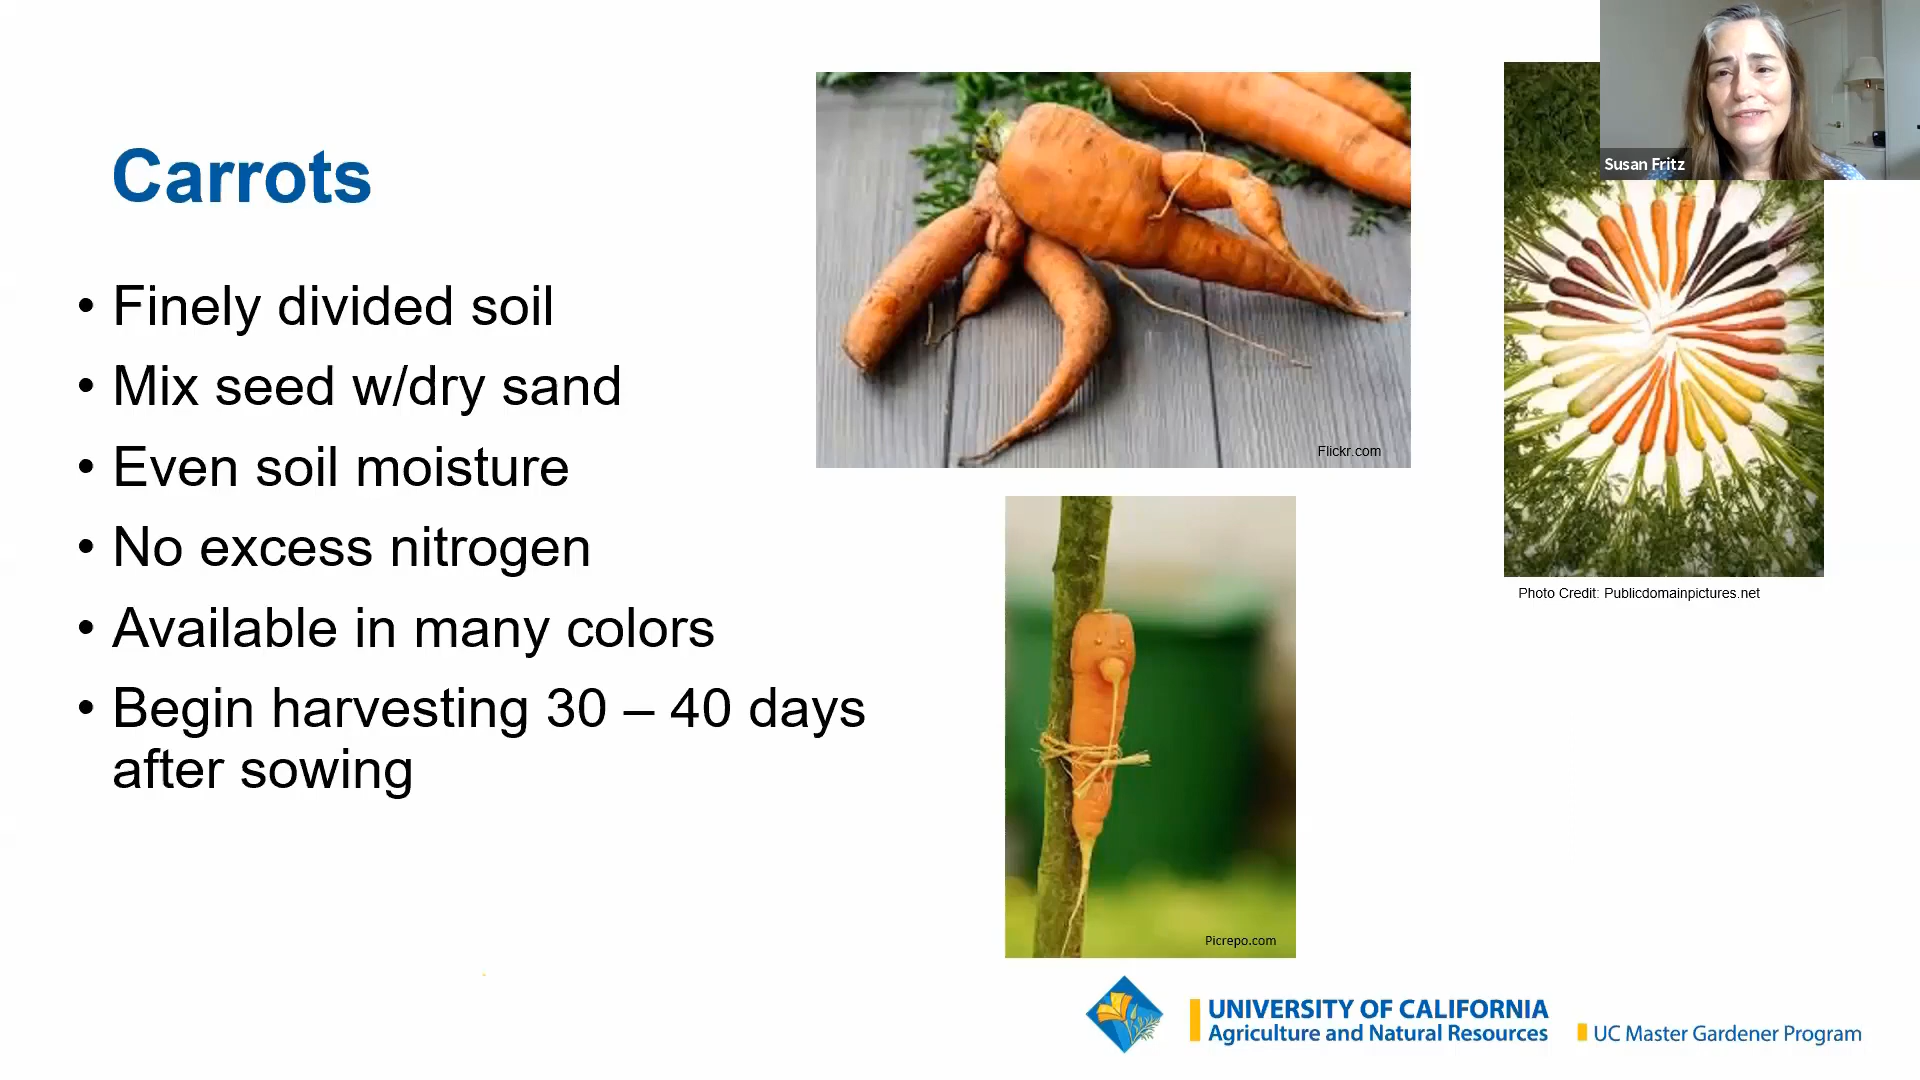 Susan Fritz
Carrots
• Finely divided soil
• Mix seed w/dry sand
• Even soil moisture
• No excess nitrogen
• Available in many colors
• Begin harvesting 30 – 40 days
after sowing
Flickr.com
Photo Credit: Publicdomainpictures.net
Picrepo.com
UNIVERSITY OF CALIFORNIA
Agriculture and Natural Resources
UC Master Gardener Program